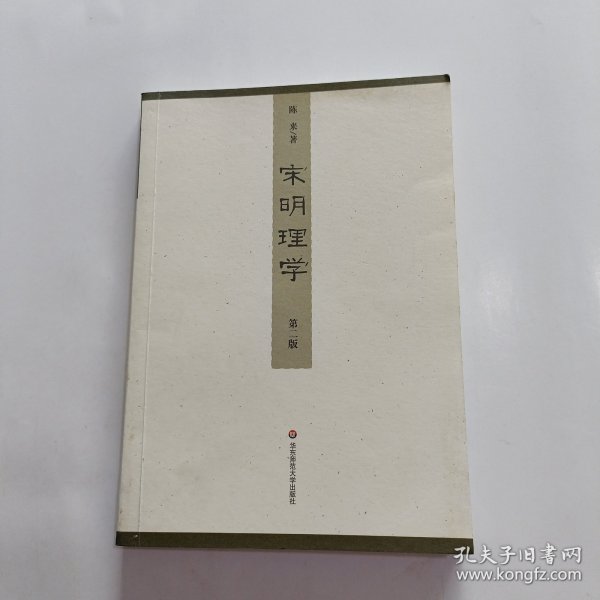 陈来/著
宋明理学
第二版
华东师范大学出版社
孔夫子旧书网
www.kongfz.com